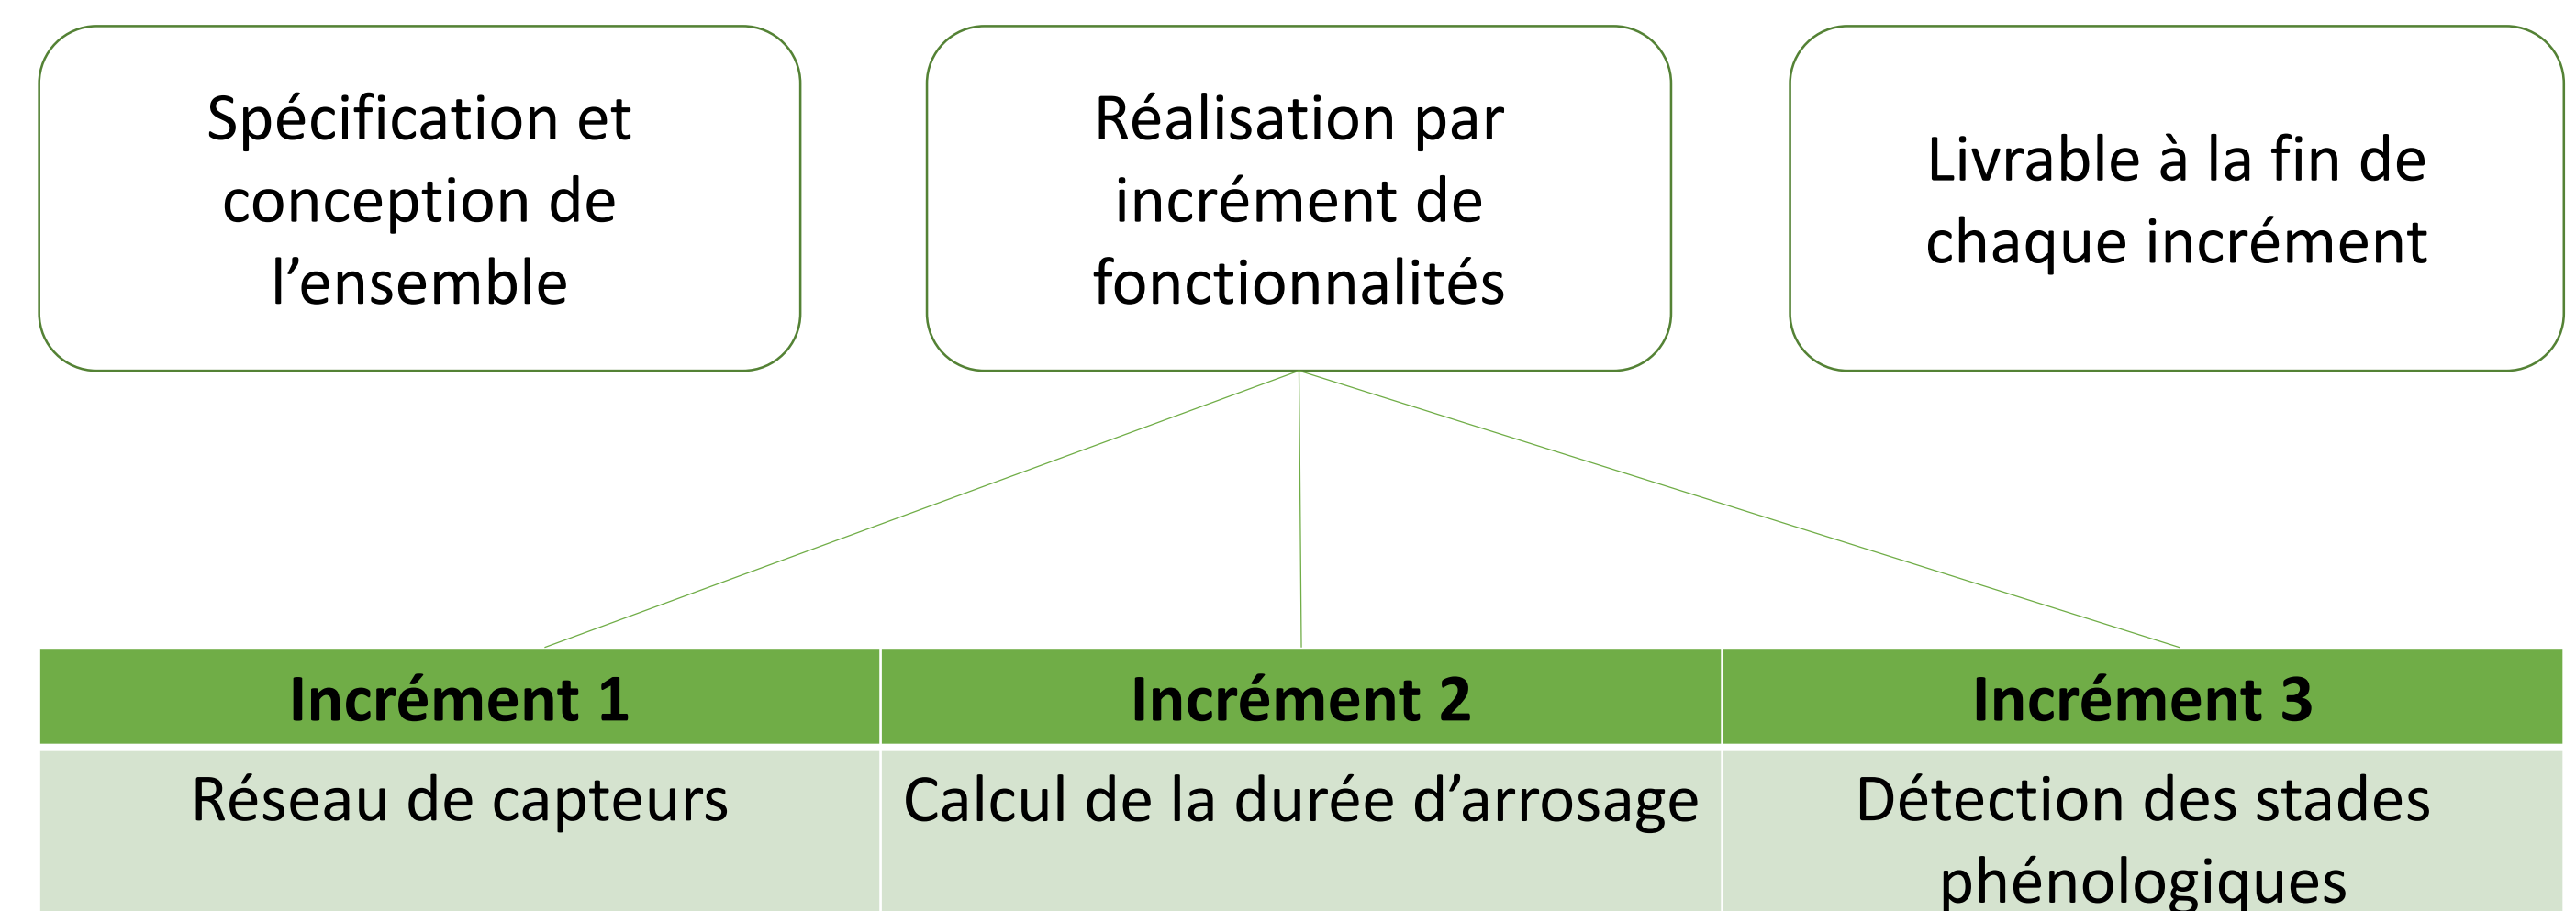 Spécification et
conception de
l’ensemble
Réalisation par
incrément de
fonctionnalités
Livrable à la fin de
chaque incrément
Incrément 1
Incrément 2
Incrément 3
Réseau de capteurs
Calcul de la durée d’arrosage
Détection des stades
phénologiques